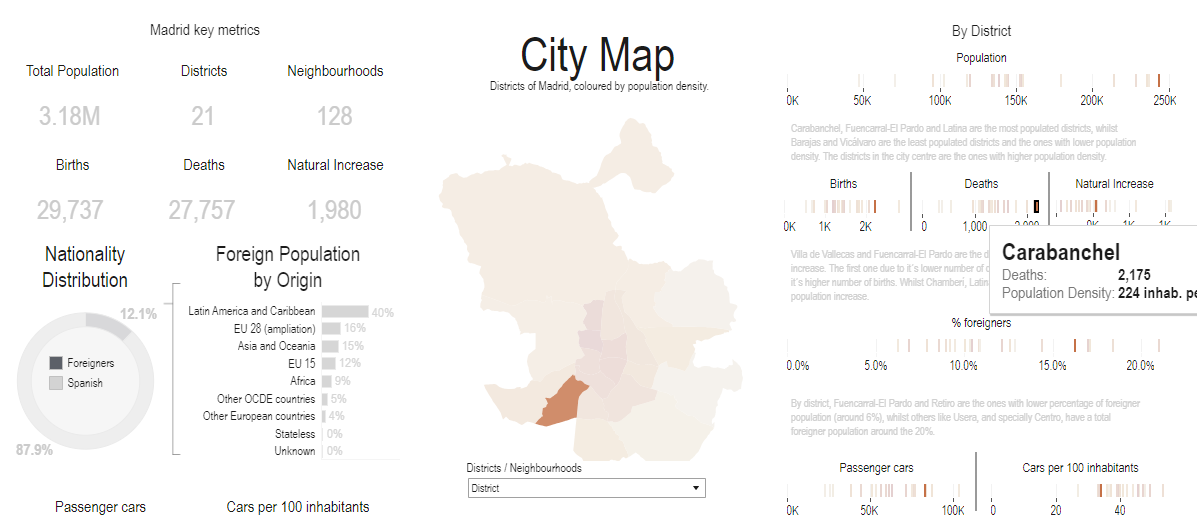 Madrid key metrics
Total Population
Districts
Neighbourhoods
3.18M
21
128
Births
Deaths
Natural Increase
29,737
27,757
1,980
Nationality
Distribution
12.1%
Foreigners
Spanish
87.9%
Foreign Population
by Origin
Latin America and Caribbean 40%
EU 28 (ampliation) 16%
Asia and Oceania 15%
EU 15 12%
Africa 9%
Other OCDE countries 5%
Other European countries 4%
Stateless 0%
Unknown 0%
Passenger cars
Cars per 100 inhabitants
City Map
Districts of Madrid, coloured by population density.
Districts / Neighbourhoods
District
By District
Population
0K 50K 100K 150K 200K 250K
Carabanchel, Fuencarral-El Pardo and Latina are the most populated districts, whilst
Barajas and Vicálvaro are the least populated districts and the ones with lower population
density. The districts in the city centre are the ones with higher population density.
Births
Deaths
Natural Increase
0K 1K 2K
0 1,000
Villa de Vallecas and Fuencarral-El Pardo are the d
increase. The first one due to it´s lower number of d
it´s higher number of births. Whilst Chamberí, Latin
population increase.
Carabanchel
Deaths: 2,175
Population Density: 224 inhab. pe
% foreigners
0.0% 5.0% 10.0% 15.0% 20.0%
By district, Fuencarral-El Pardo and Retiro are the ones with lower percentage of foreigner
population (around 6%), whilst others like Usera, and specially Centro, have a total
foreigner population around the 20%.
Passenger cars
Cars per 100 inhabitants
0K 50K 100K
0 20 40